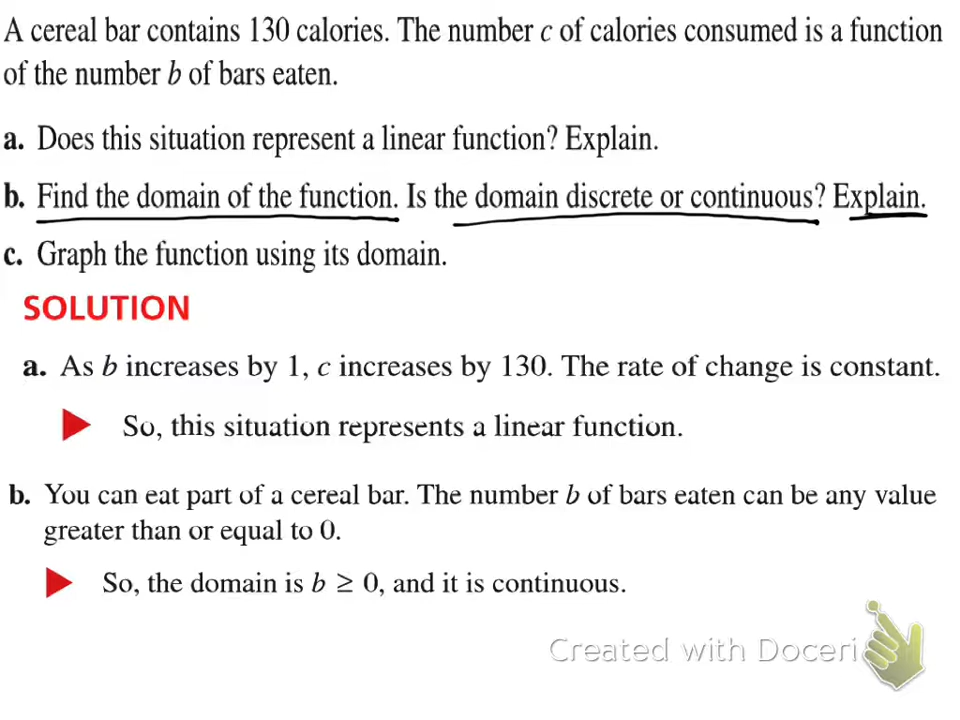 A cereal bar contains 130 calories. The number c of calories consumed is a function
of the number b of bars eaten.
a. Does this situation represent a linear function? Explain.
b. Find the domain of the function. Is the domain discrete or continuous? Explain.
c. Graph the function using its domain.
SOLUTION
a. As b increases by 1, c increases by 130. The rate of change is constant.
So, this situation represents a linear function.
b. You can eat part of a cereal bar. The number b of bars eaten can be any value
greater than or equal to 0.
So, the domain is b ≥ 0, and it is continuous.
Created with Doceri